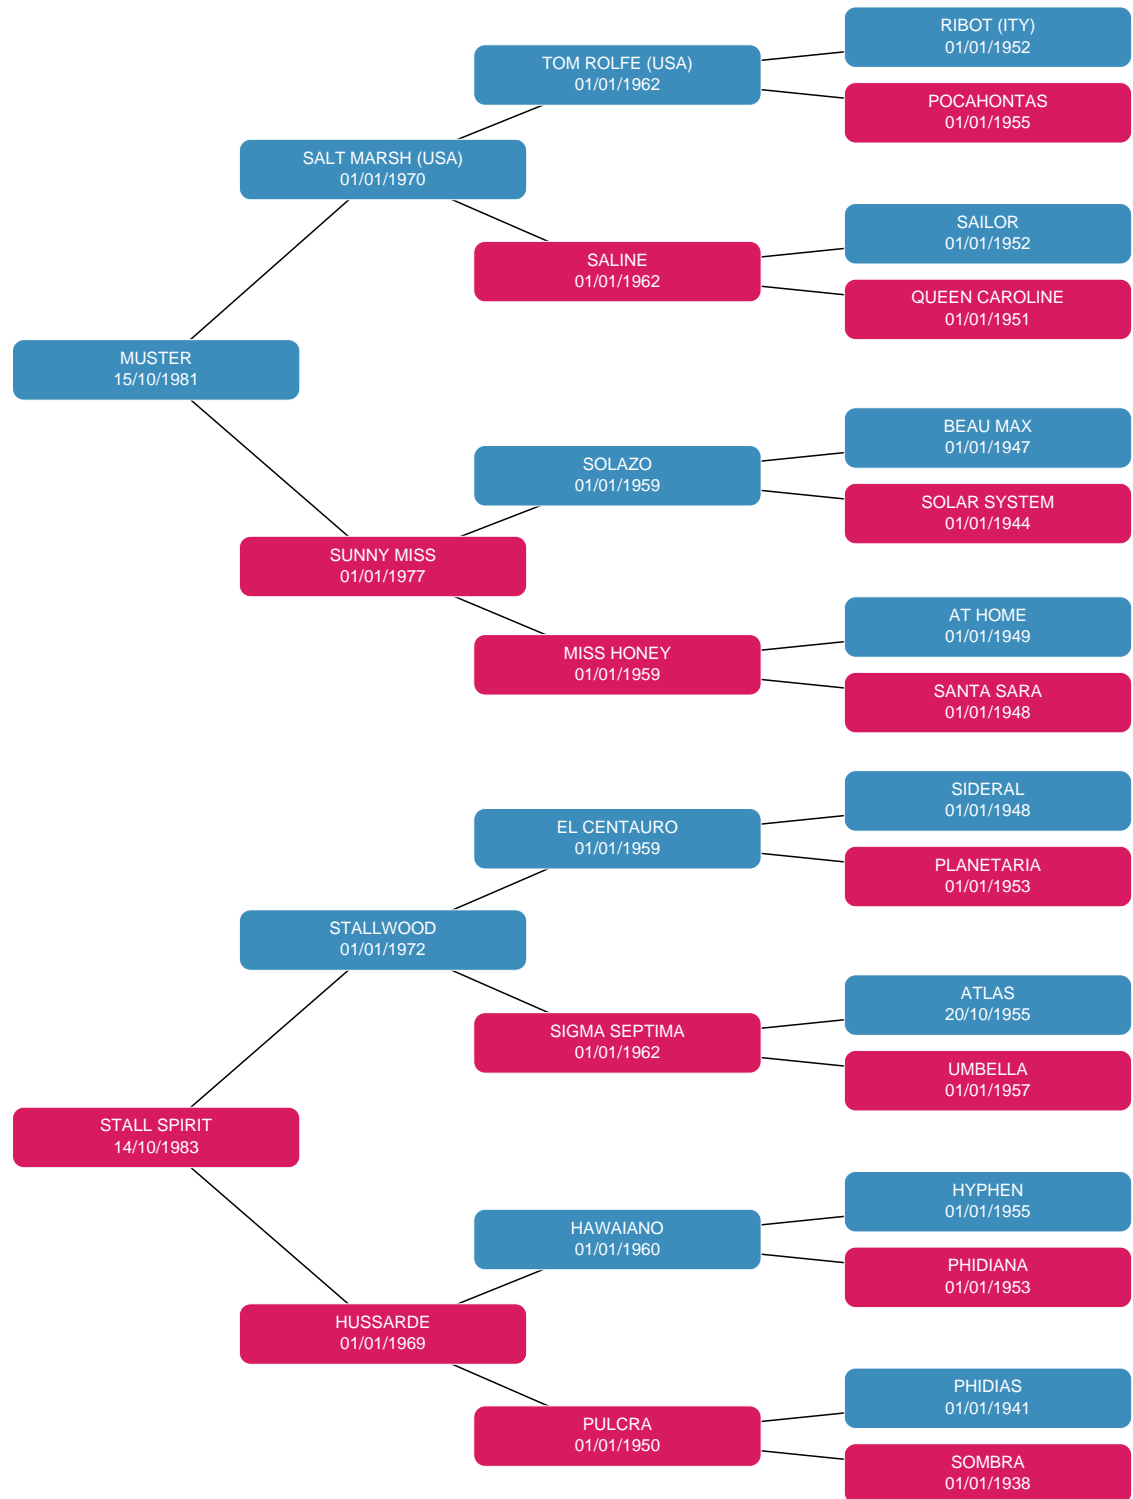 RIBOT (ITY)
01/01/1952
TOM ROLFE (USA)
01/01/1962
POCAHONTAS
01/01/1955
SALT MARSH (USA)
01/01/1970
SAILOR
01/01/1952
SALINE
01/01/1962
QUEEN CAROLINE
01/01/1951
MUSTER
15/10/1981
BEAU MAX
01/01/1947
SOLAZO
01/01/1959
SOLAR SYSTEM
01/01/1944
SUNNY MISS
01/01/1977
AT HOME
01/01/1949
MISS HONEY
01/01/1959
SANTA SARA
01/01/1948
SIDERAL
01/01/1948
EL CENTAURO
01/01/1959
PLANETARIA
01/01/1953
STALLWOOD
01/01/1972
ATLAS
20/10/1955
SIGMA SEPTIMA
01/01/1962
UMBELLA
01/01/1957
STALL SPIRIT
14/10/1983
HYPHEN
01/01/1955
HAWAIANO
01/01/1960
PHIDIANA
01/01/1953
HUSSARDE
01/01/1969
PHIDIAS
01/01/1941
PULCRA
01/01/1950
SOMBRA
01/01/1938